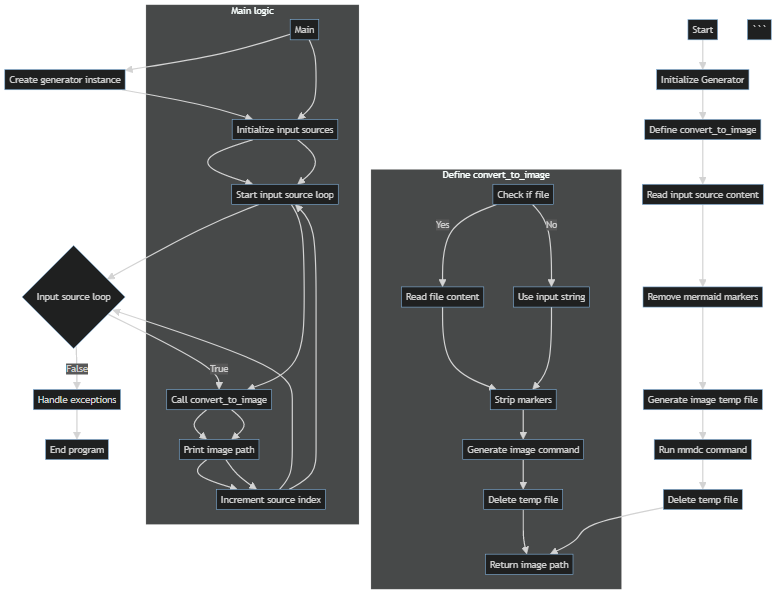 Main logic
Main
Create generator instance
Initialize input sources
Start input source loop
Input source loop
False
True
Handle exceptions
Call convert_to_image
End program
Print image path
Increment source index
Define convert_to_image
Check if file
Yes
No
Read file content
Use input string
Strip markers
Generate image command
Delete temp file
Return image path
Start
```
Initialize Generator
Define convert_to_image
Read input source content
Remove mermaid markers
Generate image temp file
Run mmdc command
Delete temp file